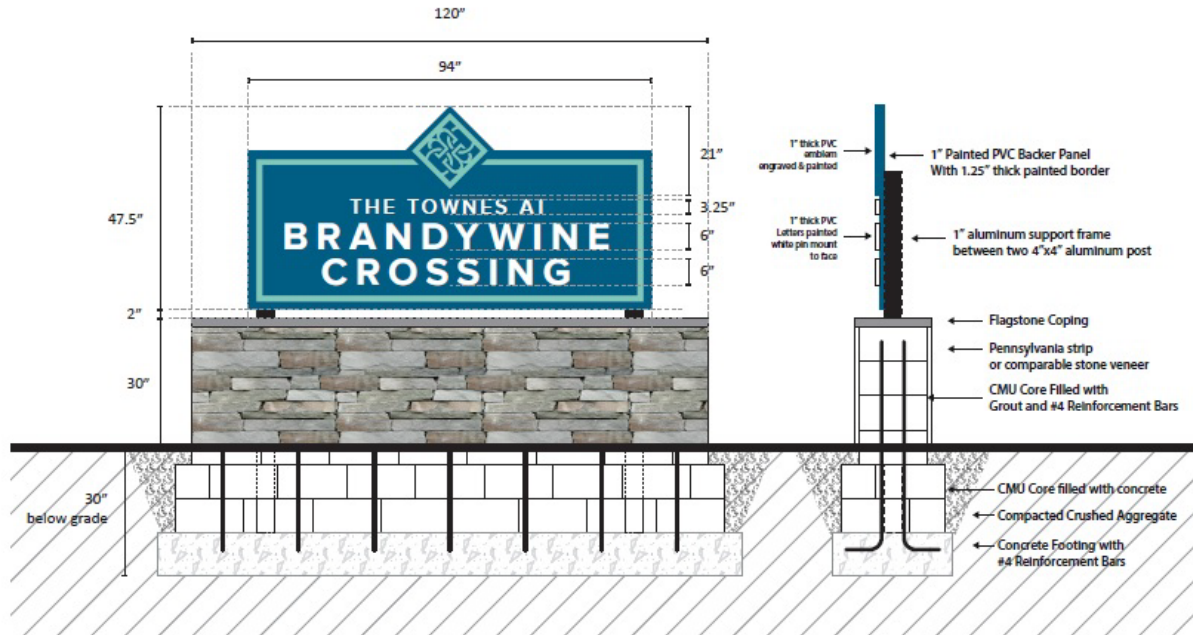 120”
94”
47.5”
2”
30”
30”
below grade
THE TOWNES AT
BRANDYWINE
CROSSING
21”
3.25”
6”
6”
1” thick PVC
emblem
engraved & painted
1” thick PVC
Letters painted
white pin mount
to face
1” Painted PVC Backer Panel
With 1.25” thick painted border
1” aluminum support frame
between two 4”x4” aluminum post
Flagstone Coping
Pennsylvania strip
or comparable stone veneer
CMU Core Filled with
Grout and #4 Reinforcement Bars
CMU Core filled with concrete
Compacted Crushed Aggregate
Concrete Footing with
#4 Reinforcement Bars